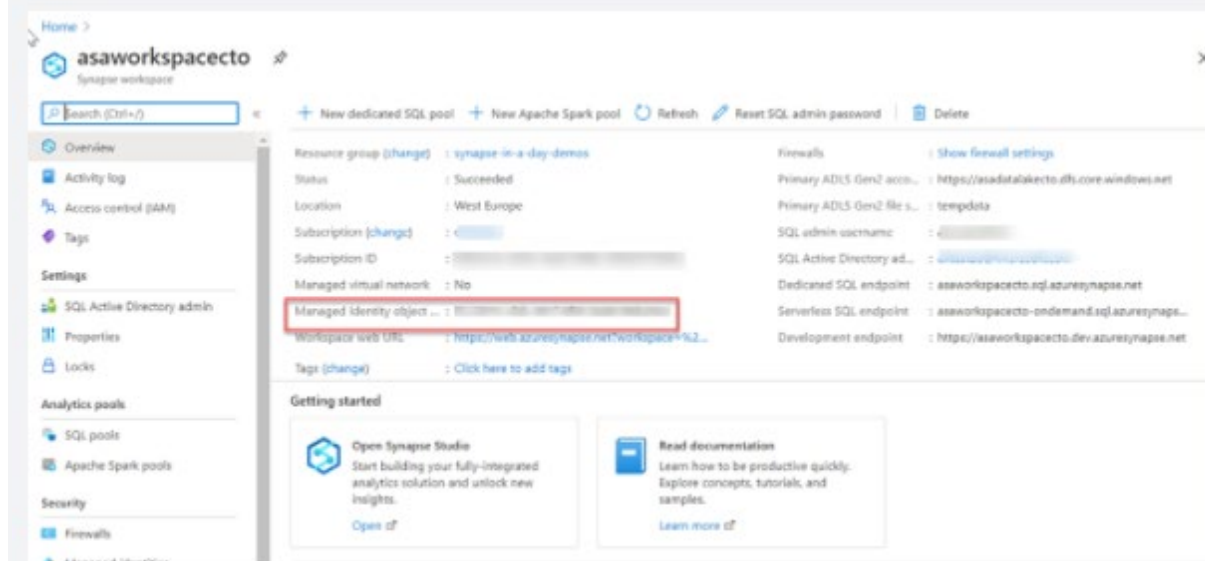 Home >
asaworkspacecto
Synapse workspace
Search (Ctrl+/)
«
+ New dedicated SQL pool + New Apache Spark pool Refresh Reset SQL admin password Delete
Overview
Activity log
Access control (IAM)
Tags
Settings
SQL Active Directory admin
Properties
Locks
Analytics pools
SQL pools
Apache Spark pools
Security
Firewalls
Resource group (change) : synapse-in-a-day-demos
Status : Succeeded
Location : West Europe
Subscription (change) :
Subscription ID :
Managed virtual network : No
Managed Identity object ... :
Workspace web URL : https://web.azuresynapse.net?workspace=%2...
Tags (change) : Click here to add tags
Firewalls : Show firewall settings
Primary ADLS Gen2 acco... : https://asadatalakecto.dfs.core.windows.net
Primary ADLS Gen2 file s... : tempdata
SQL admin username :
SQL Active Directory ad... :
Dedicated SQL endpoint : asaworkspacecto.sql.azuresynapse.net
Serverless SQL endpoint : asaworkspacecto-ondemand.sql.azuresynaps...
Development endpoint : https://asaworkspacecto.dev.azuresynapse.net
Getting started
Open Synapse Studio
Start building your fully-integrated
analytics solution and unlock new
insights.
Open
Read documentation
Learn how to be productive quickly.
Explore concepts, tutorials, and
samples.
Learn more